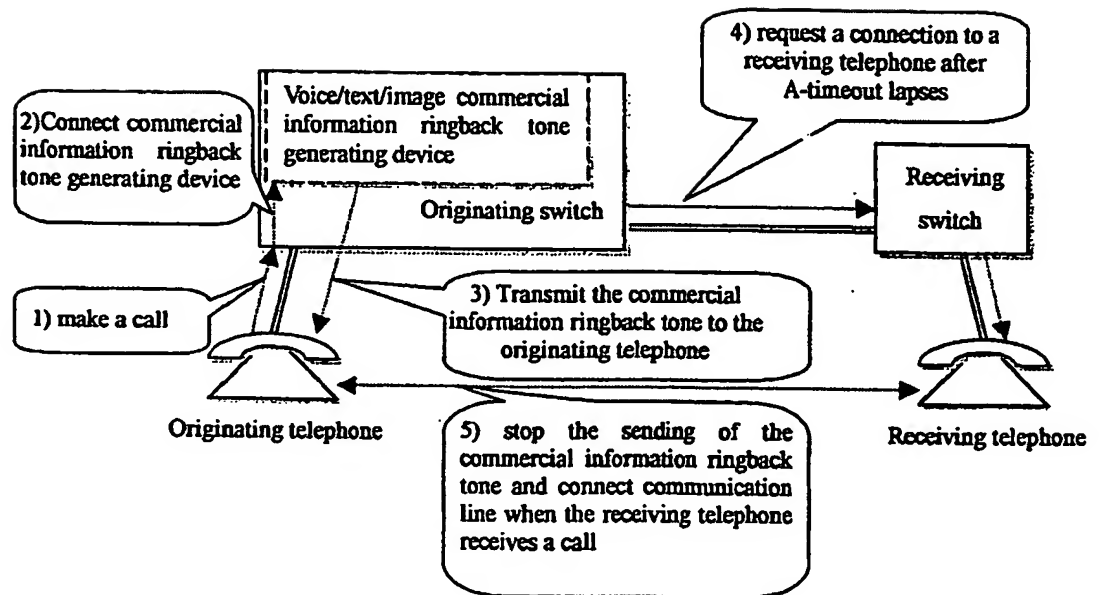 4) request a connection to a
receiving telephone after
A-timeout lapses
Voice/text/image commercial
information ringback tone
generating device
2)Connect commercial
information ringback
tone generating device
Originating switch
Receiving
switch
1) make a call
3) Transmit the commercial
information ringback tone to the
originating telephone
Originating telephone
Receiving telephone
5) stop the sending of the
commercial information ringback
tone and connect communication
line when the receiving telephone
receives a call